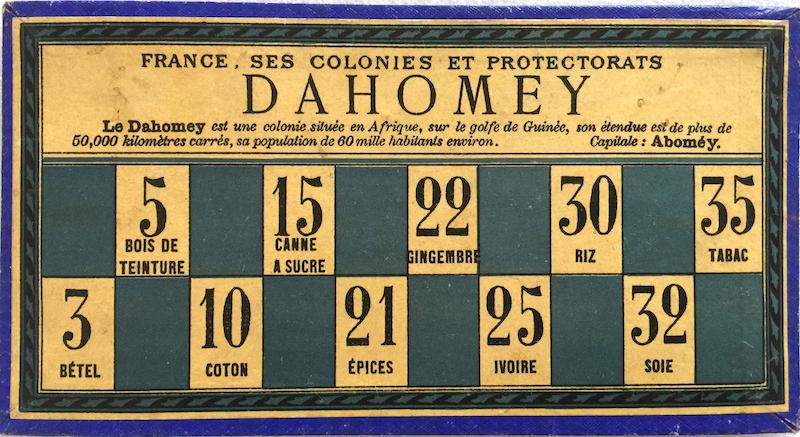 FRANCE, SES COLONIES ET PROTECTORATS
DAHOMEY
Le Dahomey est une colonie située en Afrique, sur le golfe de Guinée, son étendue est de plus de
50,000 kilomètres carrés, sa population de 60 mille habitants environ. Capitale : Aboméy.
5
BOIS DE
TEINTURE
15
CANNE
A SUCRE
22
GINGEMBRE
30
RIZ
35
TABAC
3
BÉTEL
10
COTON
21
ÉPICES
25
IVOIRE
32
SOIE